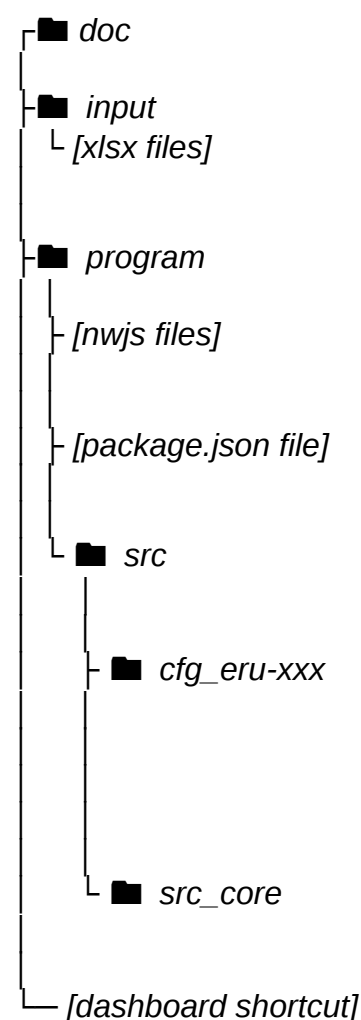 doc
input
[xlsx files]
program
[nwjs files]
[package.json file]
src
cfg_eru-xxx
src_core
[dashboard shortcut]